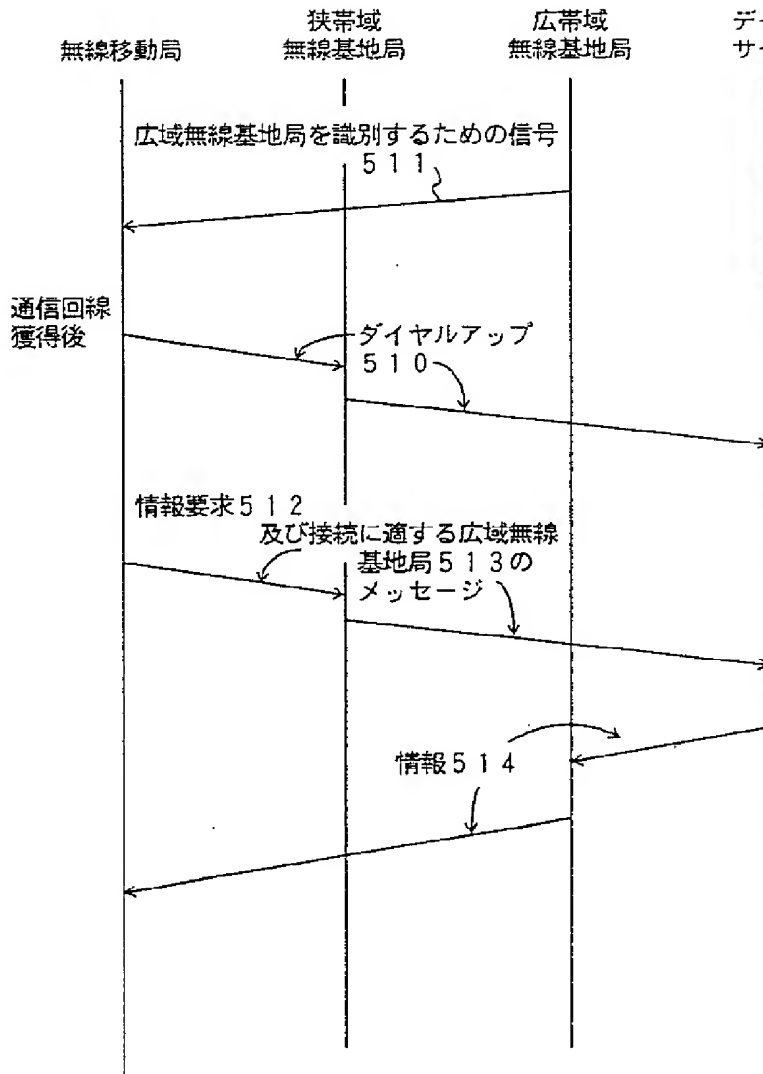 狭帯域 広帯域 デー
無線移動局 無線基地局 無線基地局 サイ
広域無線基地局を識別するための信号
511
通信回線
獲得後
ダイヤルアップ
510
情報要求512
及び接続に適する広域無線
基地局513の
メッセージ
情報514